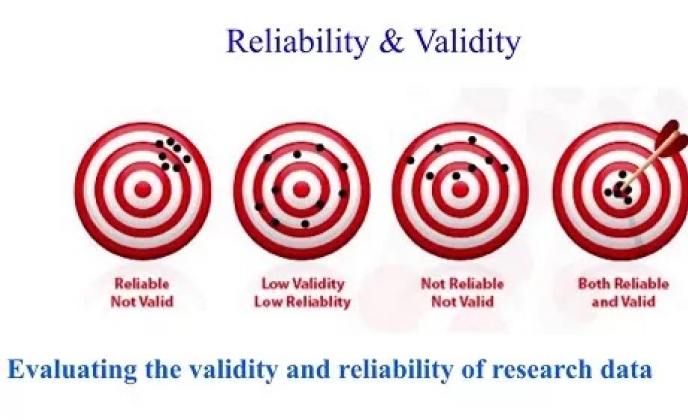 Reliability & Validity
Reliable
Not Valid
Low Validity
Low Reliablity
Not Reliable
Not Valid
Both Reliable
and Valid
Evaluating the validity and reliability of research data